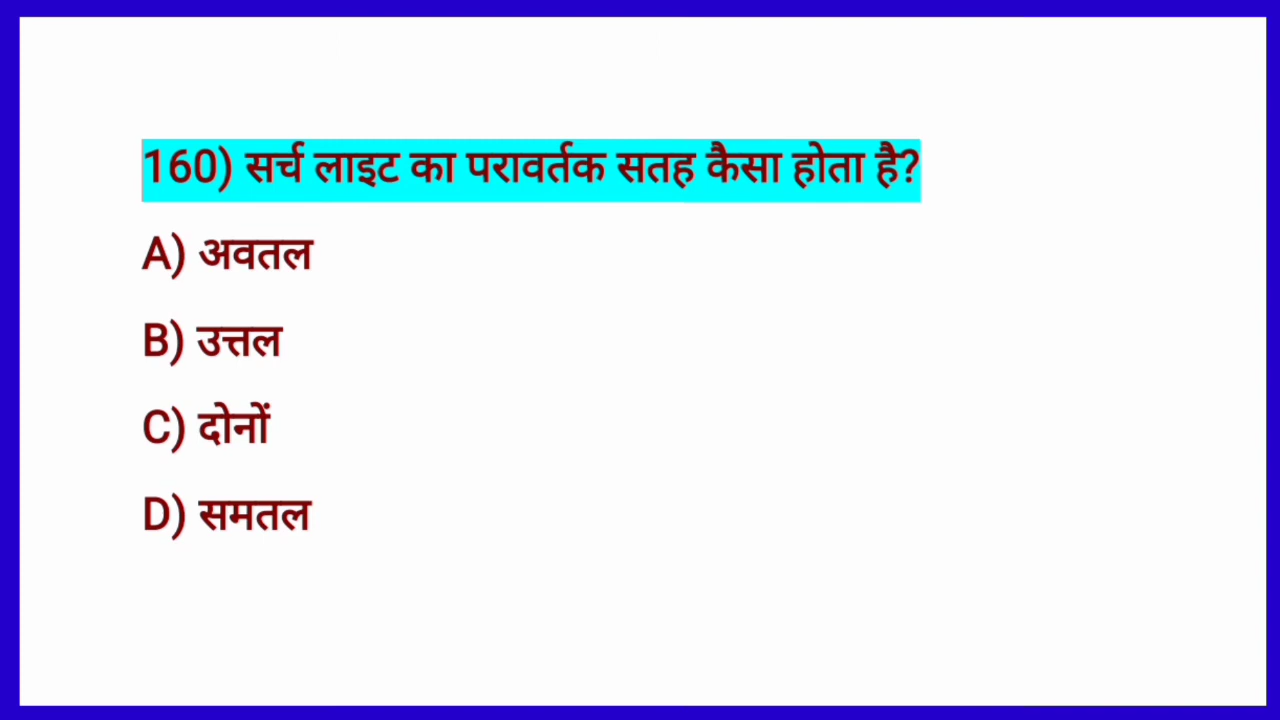 160) सर्च लाइट का परावर्तक सतह कैसा होता है?
A) अवतल
B) उत्तल
C) दोनों
D) समतल